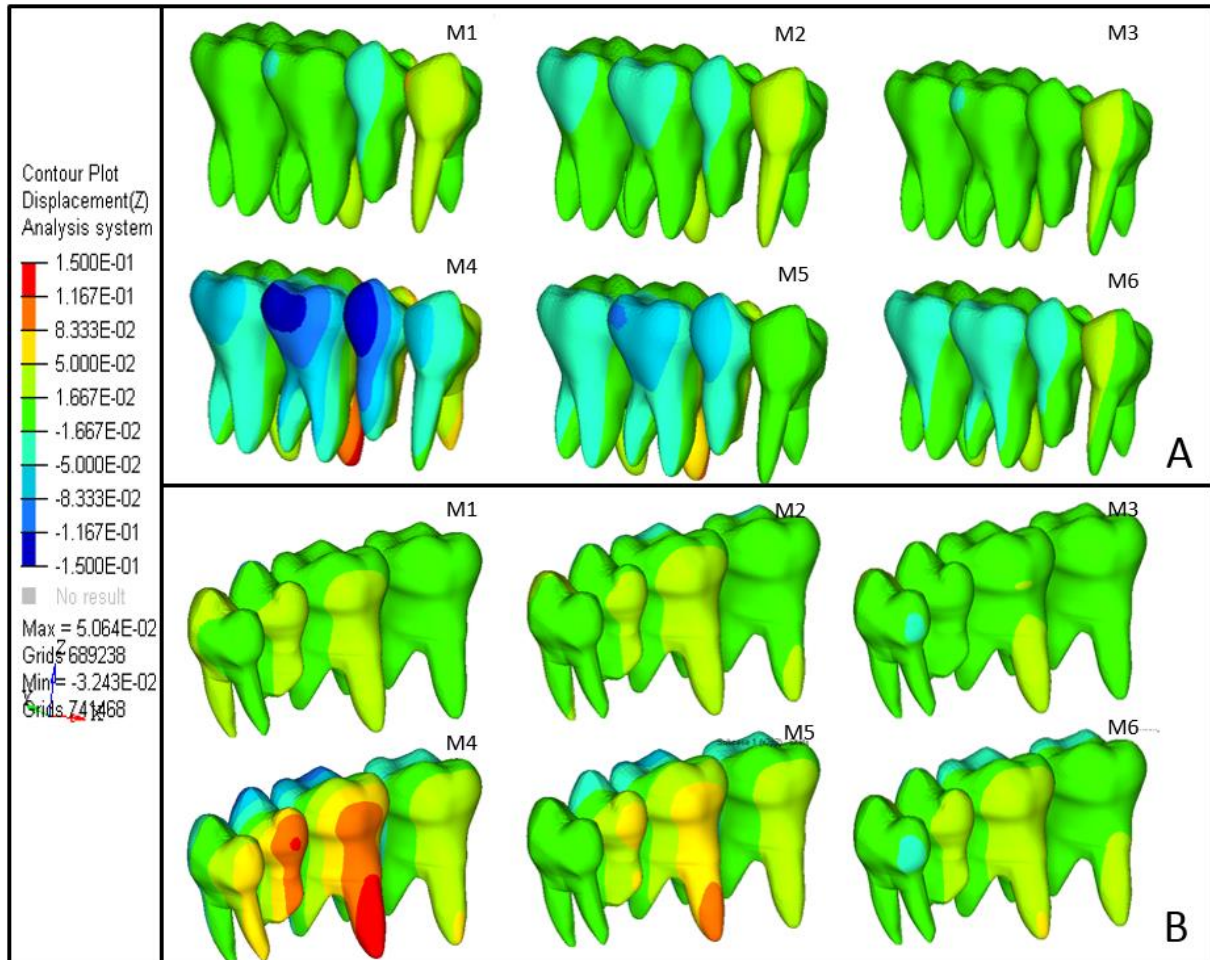 Contour Plot
Displacement(Z)
Analysis system
1.500E-01
1.167E-01
8.333E-02
5.000E-02
1.667E-02
-1.667E-02
-5.000E-02
-8.333E-02
-1.167E-01
-1.500E-01
No result
Max = 5.064E-02
Grids 689238
Min = -3.243E-02
Grids 741468
Z
Y
X
M1
M2
M3
M4
M5
M6
A
M1
M2
M3
M4
M5
M6
B